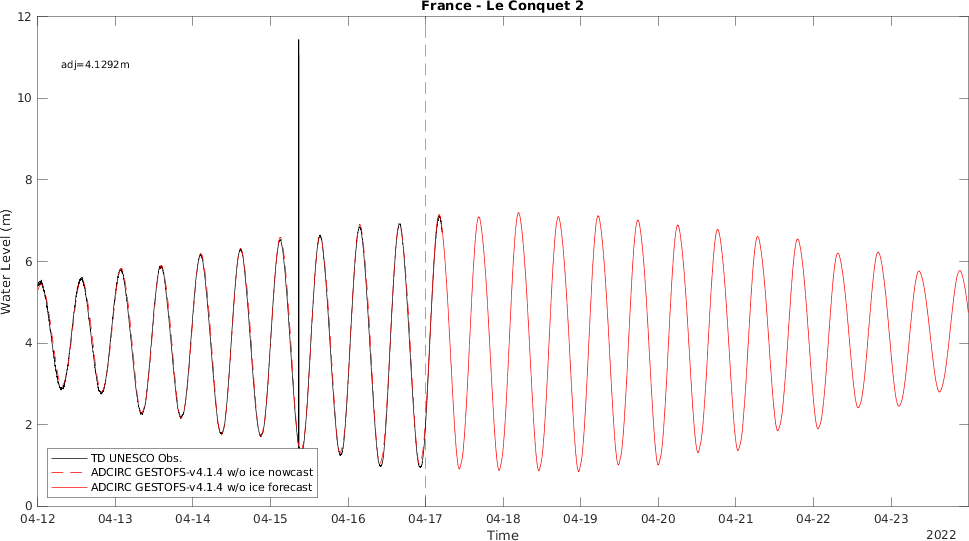 France - Le Conquet 2
12
adj=4.1292m
10
8
6
Water Level (m)
4
2
0
TD UNESCO Obs.
ADCIRC GESTOFS-v4.1.4 w/o ice nowcast
ADCIRC GESTOFS-v4.1.4 w/o ice forecast
04-12 04-13 04-14 04-15 04-16 04-17 04-18 04-19 04-20 04-21 04-22 04-23
Time
2022